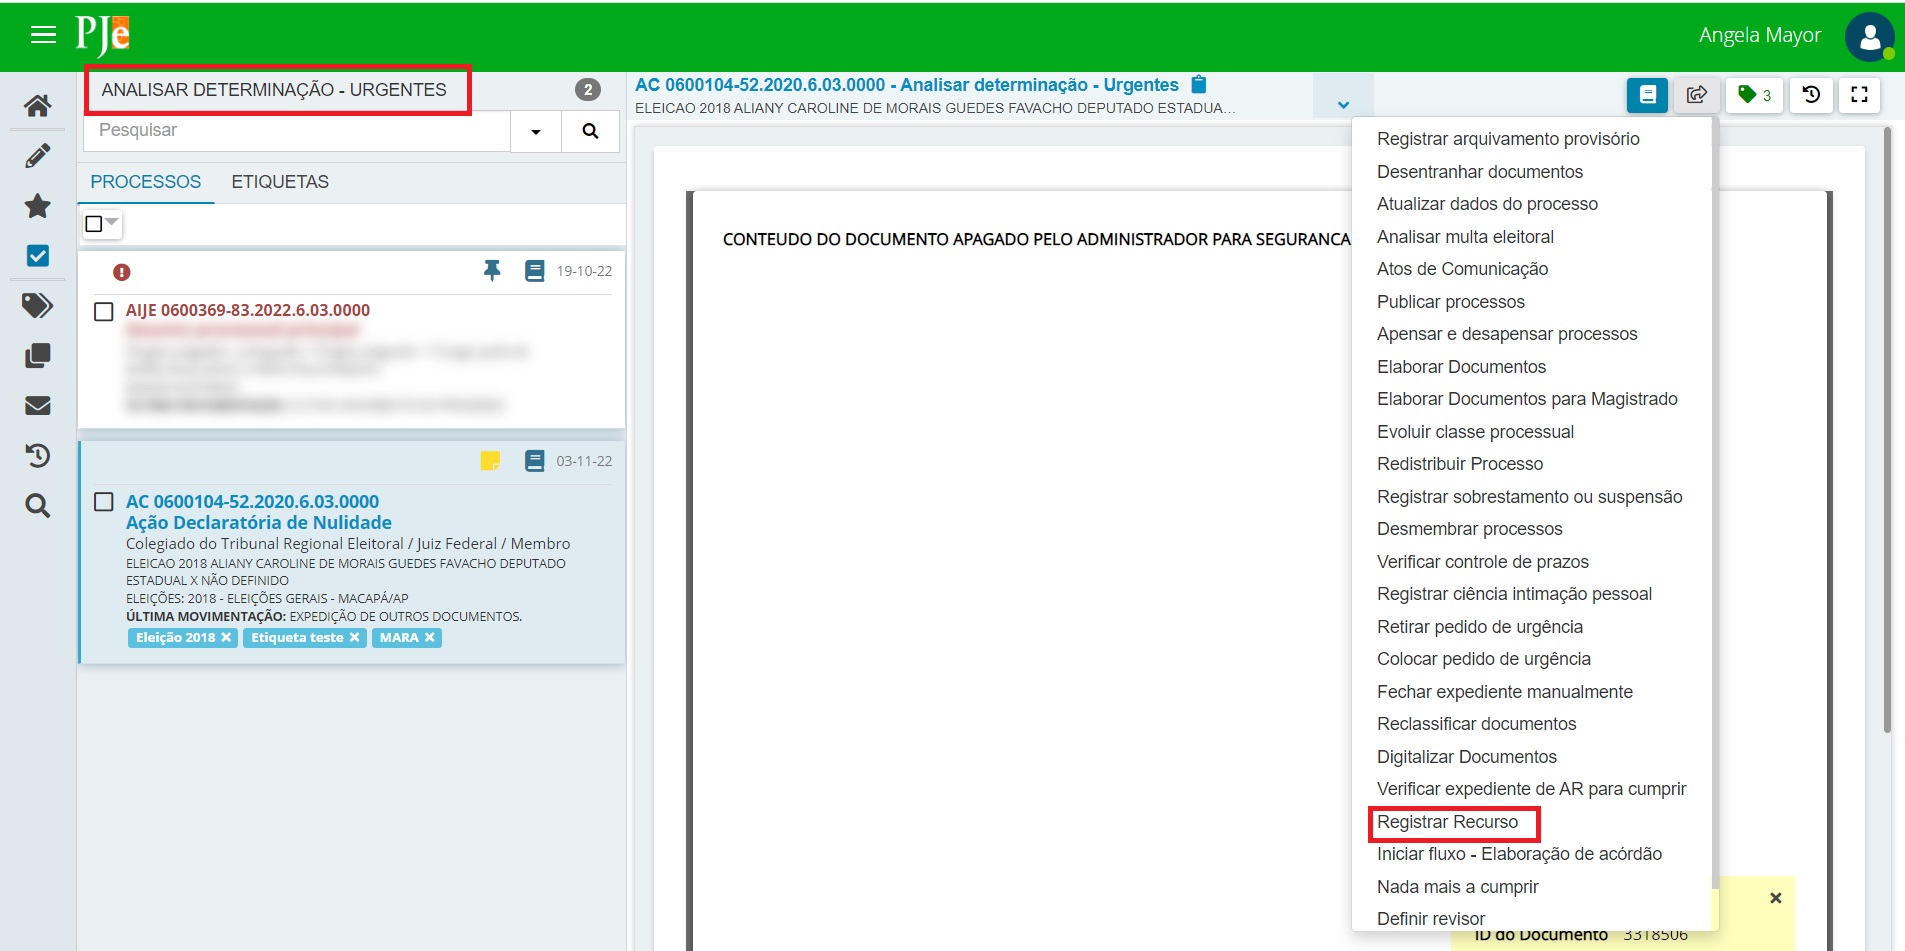 PJe
Angela Mayor
ANALISAR DETERMINAÇÃO - URGENTES
2
Pesquisar
PROCESSOS
ETIQUETAS
19-10-22
AIJE 0600369-83.2022.6.03.0000
03-11-22
AC 0600104-52.2020.6.03.0000
Ação Declaratória de Nulidade
Colegiado do Tribunal Regional Eleitoral / Juiz Federal / Membro
ELEICAO 2018 ALIANY CAROLINE DE MORAIS GUEDES FAVACHO DEPUTADO
ESTADUAL X NÃO DEFINIDO
ELEIÇÕES: 2018 - ELEIÇÕES GERAIS - MACAPÁ/AP
ÚLTIMA MOVIMENTAÇÃO: EXPEDIÇÃO DE OUTROS DOCUMENTOS.
Eleição 2018 ✕ Etiqueta teste ✕ MARA ✕
AC 0600104-52.2020.6.03.0000 - Analisar determinação - Urgentes
ELEICAO 2018 ALIANY CAROLINE DE MORAIS GUEDES FAVACHO DEPUTADO ESTADUA...
3
CONTEUDO DO DOCUMENTO APAGADO PELO ADMINISTRADOR PARA SEGURANCA
Registrar arquivamento provisório
Desentranhar documentos
Atualizar dados do processo
Analisar multa eleitoral
Atos de Comunicação
Publicar processos
Apensar e desapensar processos
Elaborar Documentos
Elaborar Documentos para Magistrado
Evoluir classe processual
Redistribuir Processo
Registrar sobrestamento ou suspensão
Desmembrar processos
Verificar controle de prazos
Registrar ciência intimação pessoal
Retirar pedido de urgência
Colocar pedido de urgência
Fechar expediente manualmente
Reclassificar documentos
Digitalizar Documentos
Verificar expediente de AR para cumprir
Registrar Recurso
Iniciar fluxo - Elaboração de acórdão
Nada mais a cumprir
Definir revisor
ID do Documento 3318506